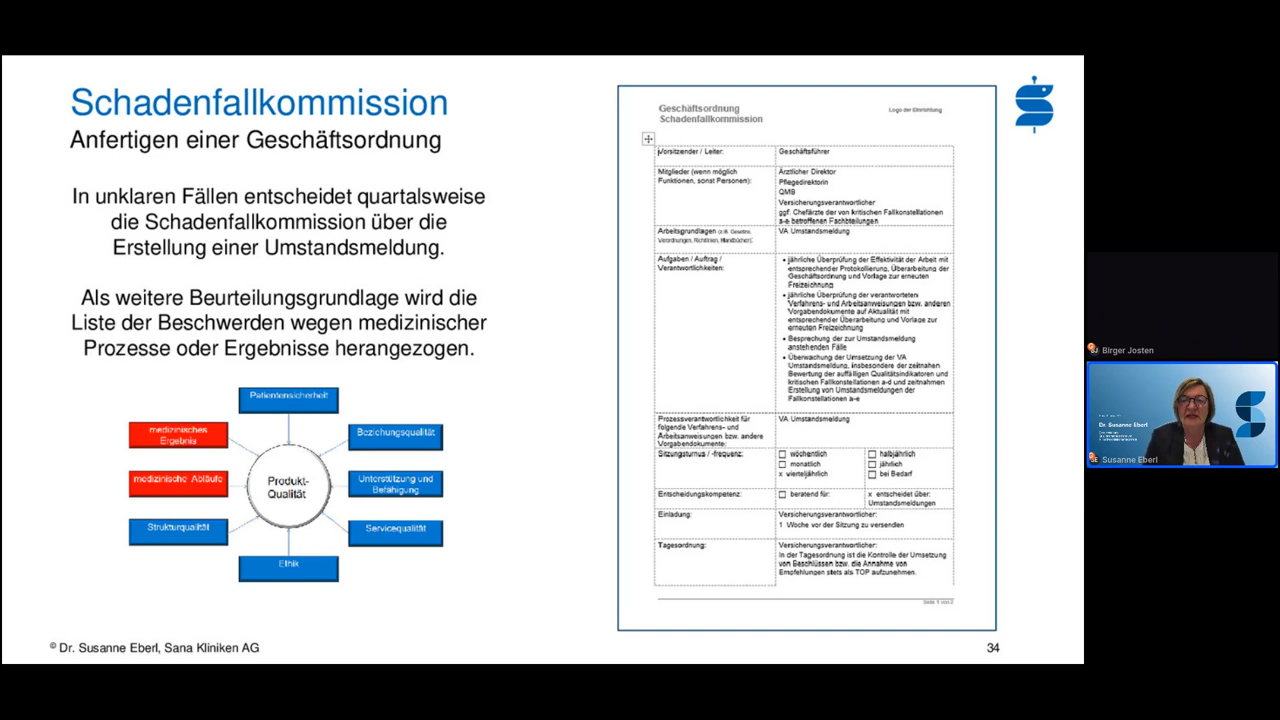 Schadenfallkommission
Anfertigen einer Geschäftsordnung
In unklaren Fällen entscheidet quartalsweise
die Schadenfallkommission über die
Erstellung einer Umstandsmeldung.
Als weitere Beurteilungsgrundlage wird die
Liste der Beschwerden wegen medizinischer
Prozesse oder Ergebnisse herangezogen.
Patientensicherheit
medizinisches
Ergebnis
Beziehungsqualität
medizinische Abläufe
Produkt-
Qualität
Unterstützung und
Befähigung
Strukturqualität
Servicequalität
Ethik
Geschäftsordnung
Schadenfallkommission
Logo der Einrichtung
Vorsitzender / Leiter:
Geschäftsführer
Mitglieder (wenn möglich
Funktionen, sonst Personen):
Ärztlicher Direktor
Pflegedirektorin
QMB
Versicherungsverantwortlicher
ggf. Chefärzte der von kritischen Fallkonstellationen
a-e betroffenen Fachbteilungen
Arbeitsgrundlagen (z.B. Gesetze,
Verordnungen, Richtlinien, Handbücher):
VA Umstandsmeldung
Aufgaben / Auftrag /
Verantwortlichkeiten:
• jährliche Überprüfung der Effektivität der Arbeit mit
entsprechender Protokollierung, Überarbeitung der
Geschäftsordnung und Vorlage zur erneuten
Freizeichnung
• jährliche Überprüfung der verantworteten
Verfahrens- und Arbeitsanweisungen bzw. anderen
Vorgabendokumente auf Aktualität mit
entsprechender Überarbeitung und Vorlage zur
erneuten Freizeichnung
• Besprechung der zur Umstandsmeldung
anstehenden Fälle
• Überwachung der Umsetzung der VA
Umstandsmeldung, insbesondere der zeitnahen
Bewertung der auffälligen Qualitätsindikatoren und
kritischen Fallkonstellationen a-d und zeitnahmen
Erstellung von Umstandsmeldungen der
Fallkonstellationen a-e
Prozessverantwortlichkeit für
folgende Verfahrens- und
Arbeitsanweisungen bzw. andere
Vorgabendokumente:
VA Umstandsmeldung
Sitzungsturnus / -frequenz:
wöchentlich
monatlich
x vierteljährlich
halbjährlich
jährlich
bei Bedarf
Entscheidungskompetenz:
beratend für:
x entscheidet über:
Umstandsmeldungen
Einladung:
Versicherungsverantwortlicher:
1 Woche vor der Sitzung zu versenden
Tagesordnung:
Versicherungsverantwortlicher:
In der Tagesordnung ist die Kontrolle der Umsetzung
von Beschlüssen bzw. die Annahme von
Empfehlungen stets als TOP aufzunehmen.
Seite 1 von 2
© Dr. Susanne Eberl, Sana Kliniken AG
34
Birger Josten
Dr. Susanne Eberl
Susanne Eberl